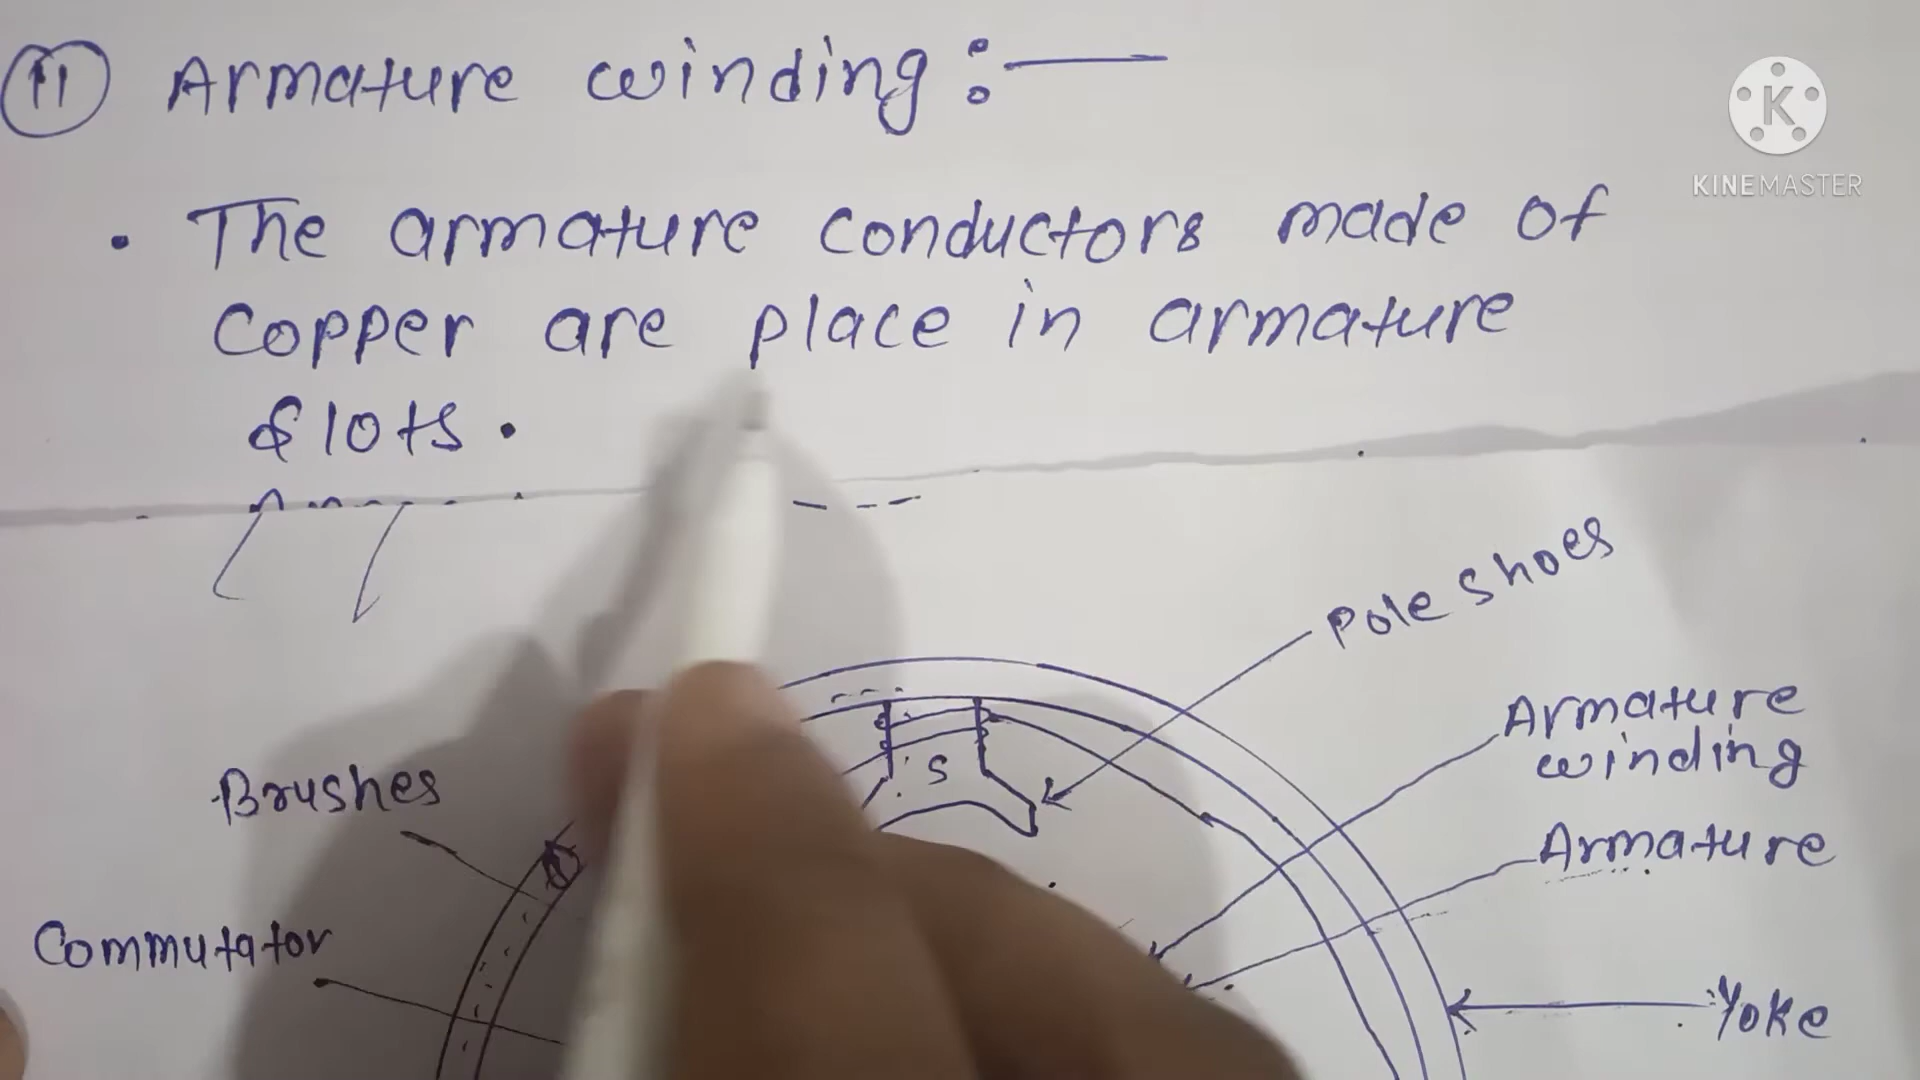 11 Armature winding :—
K
KINEMASTER
• The armature conductors made of
copper are place in armature
slots.
Pole shoes
Armature
winding
S
Brushes
Armature
Commutator
Yoke